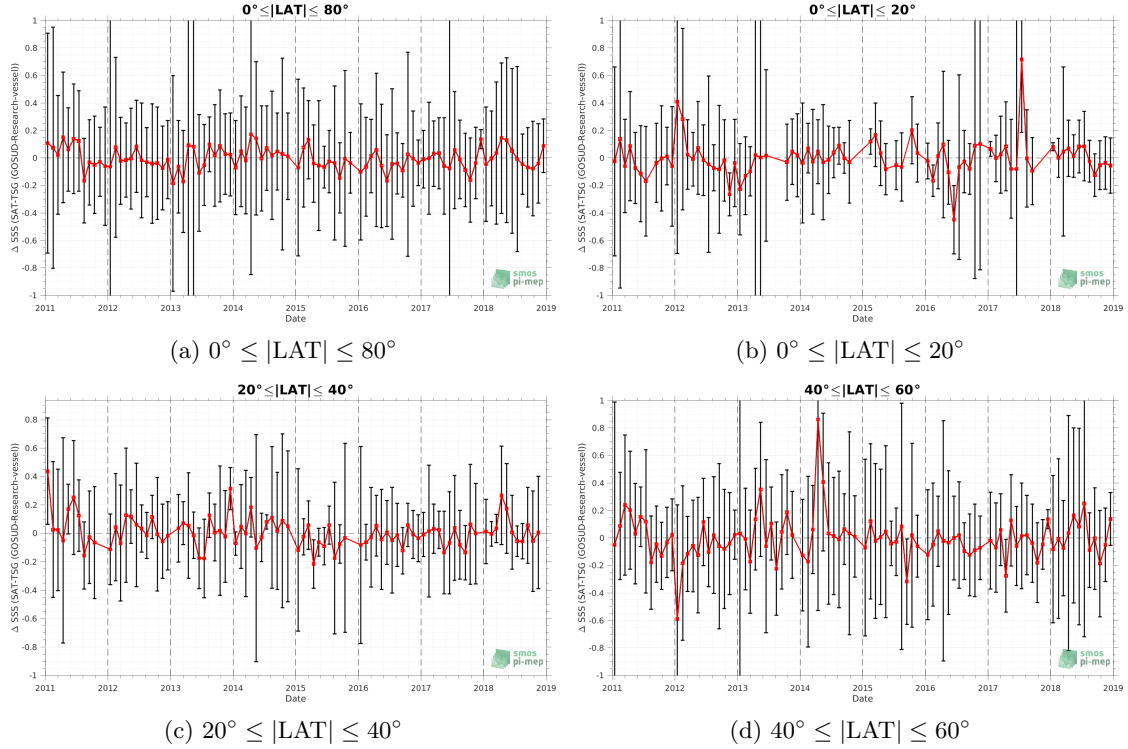 0°≤|LAT|≤ 80°
Δ SSS (SAT-TSG (GOSUD-Research-vessel))
1
0.8
0.6
0.4
0.2
0
-0.2
-0.4
-0.6
-0.8
-1
2011 2012 2013 2014 2015 2016 2017 2018 2019
Date
smos
pi-mep
(a) 0° ≤ |LAT| ≤ 80°
0°≤|LAT|≤ 20°
Δ SSS (SAT-TSG (GOSUD-Research-vessel))
1
0.8
0.6
0.4
0.2
0
-0.2
-0.4
-0.6
-0.8
-1
2011 2012 2013 2014 2015 2016 2017 2018 2019
Date
smos
pi-mep
(b) 0° ≤ |LAT| ≤ 20°
20°≤|LAT|≤ 40°
Δ SSS (SAT-TSG (GOSUD-Research-vessel))
0.8
0.6
0.4
0.2
0
-0.2
-0.4
-0.6
-0.8
-1
2011 2012 2013 2014 2015 2016 2017 2018 2019
Date
smos
pi-mep
(c) 20° ≤ |LAT| ≤ 40°
40°≤|LAT|≤ 60°
Δ SSS (SAT-TSG (GOSUD-Research-vessel))
1
0.8
0.6
0.4
0.2
0
-0.2
-0.4
-0.6
-0.8
-1
2011 2012 2013 2014 2015 2016 2017 2018 2019
Date
smos
pi-mep
(d) 40° ≤ |LAT| ≤ 60°